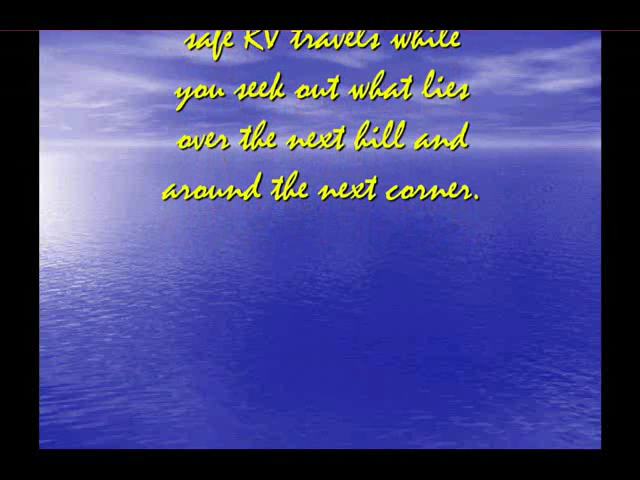 safe RV travels while
you seek out what lies
over the next hill and
around the next corner.